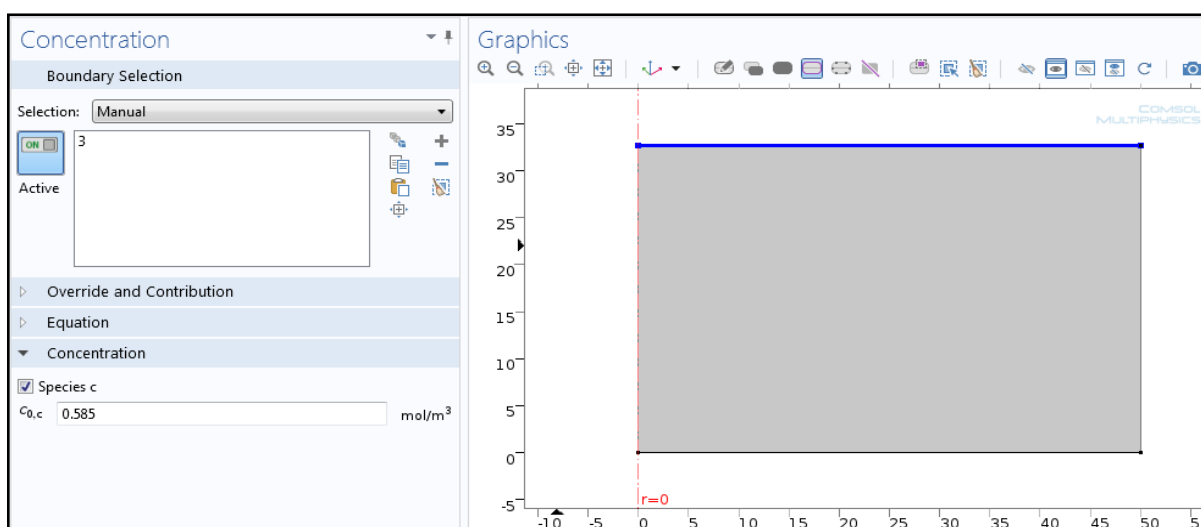 Concentration
Boundary Selection
Selection: Manual
ON
3
Active
Override and Contribution
Equation
Concentration
Species c
c0,c 0.585 mol/m³
Graphics
COMSOL
MULTIPHYSICS
35
30
25
20
15
10
5
0
-5
r=0
-10 -5 0 5 10 15 20 25 30 35 40 45 50